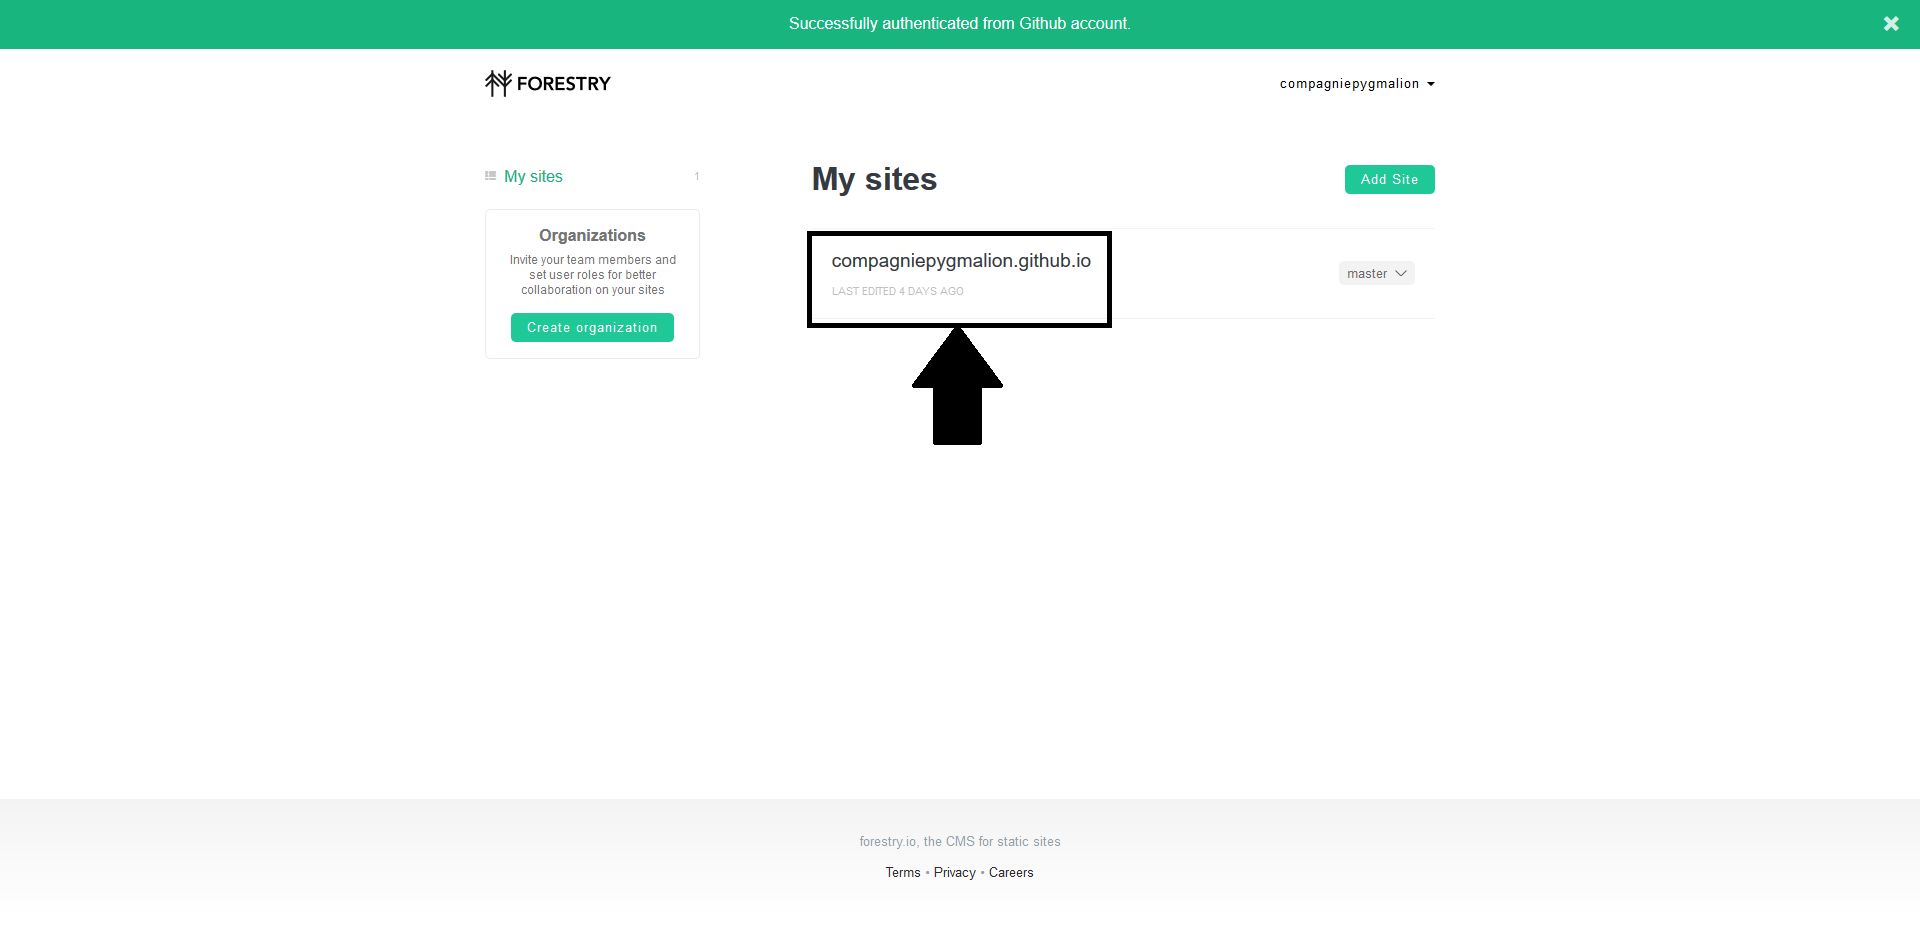 Successfully authenticated from Github account.
FORESTRY
compagniepygmalion
My sites
1
Organizations
Invite your team members and
set user roles for better
collaboration on your sites
Create organization
My sites
Add Site
compagniepygmalion.github.io
LAST EDITED 4 DAYS AGO
master
forestry.io, the CMS for static sites
Terms • Privacy • Careers